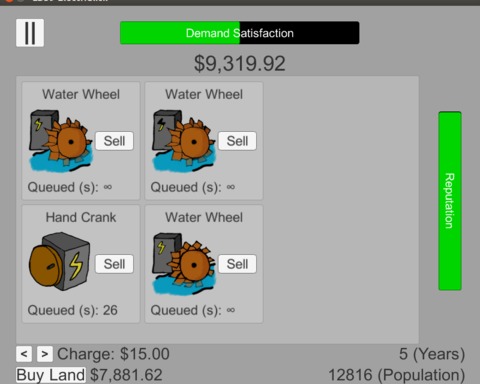 Demand Satisfaction
$9,319.92
Water Wheel
Sell
Queued (s): ∞
Water Wheel
Sell
Queued (s): ∞
Hand Crank
Sell
Queued (s): 26
Water Wheel
Sell
Queued (s): ∞
Reputation
< > Charge: $15.00
5 (Years)
Buy Land $7,881.62
12816 (Population)